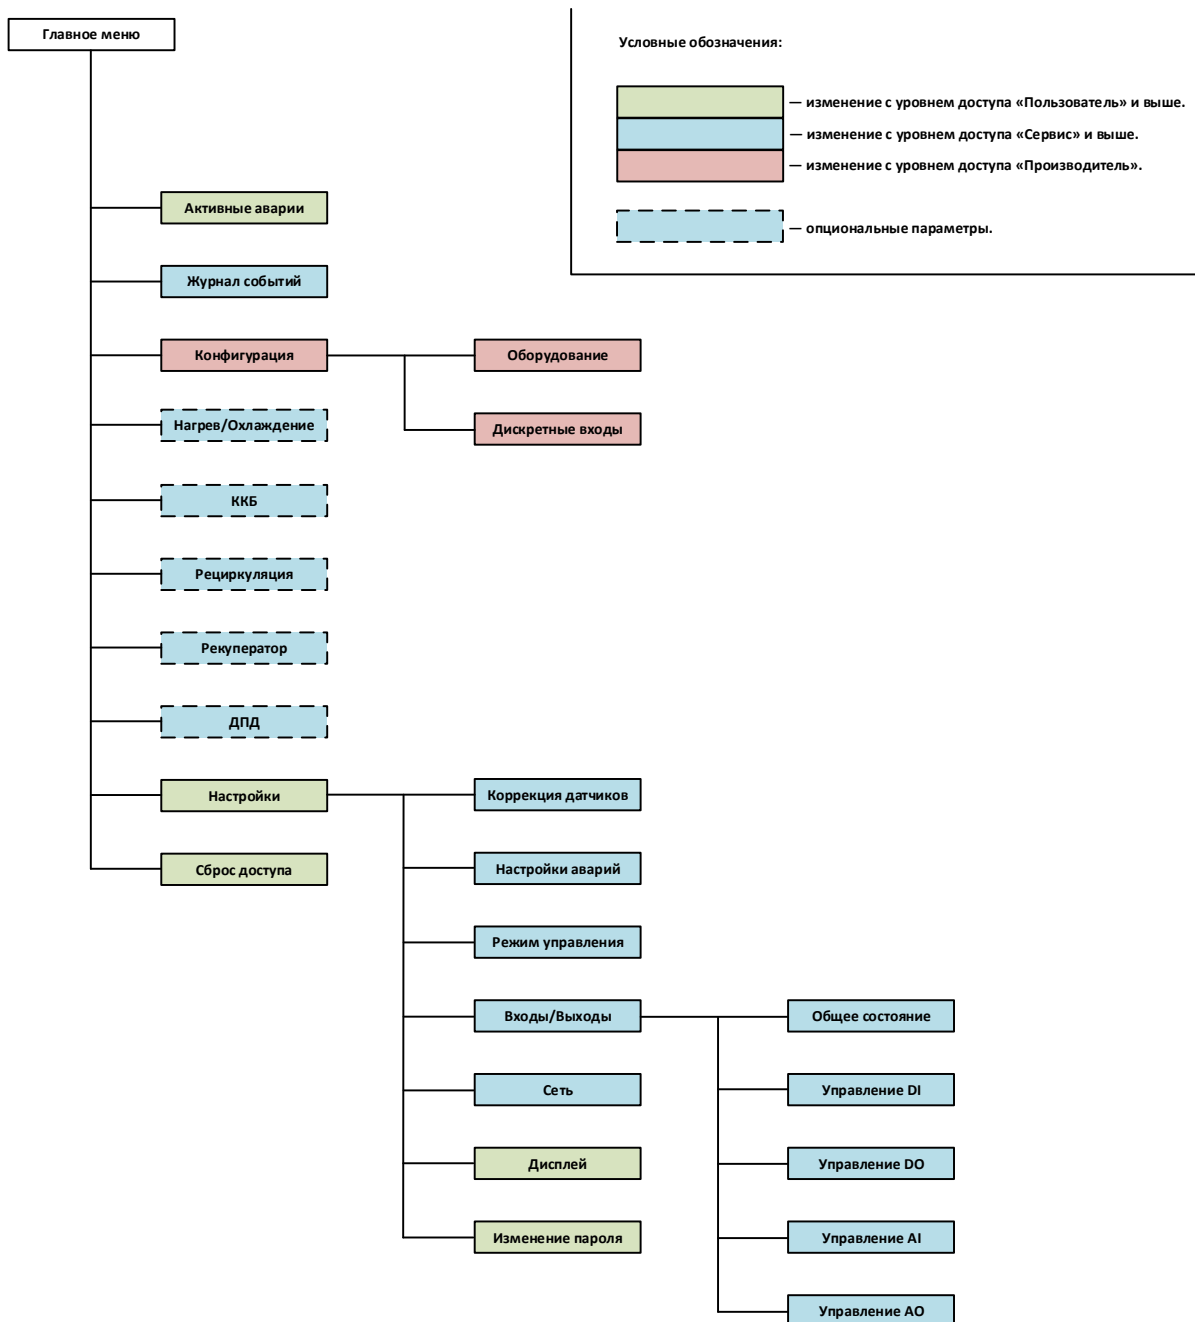 Главное меню
Условные обозначения:
— изменение с уровнем доступа «Пользователь» и выше.
— изменение с уровнем доступа «Сервис» и выше.
— изменение с уровнем доступа «Производитель».
— опциональные параметры.
Активные аварии
Журнал событий
Конфигурация
Оборудование
Дискретные входы
Нагрев/Охлаждение
ККБ
Рециркуляция
Рекуператор
ДПД
Настройки
Сброс доступа
Коррекция датчиков
Настройки аварий
Режим управления
Входы/Выходы
Сеть
Дисплей
Изменение пароля
Общее состояние
Управление DI
Управление DO
Управление AI
Управление AO